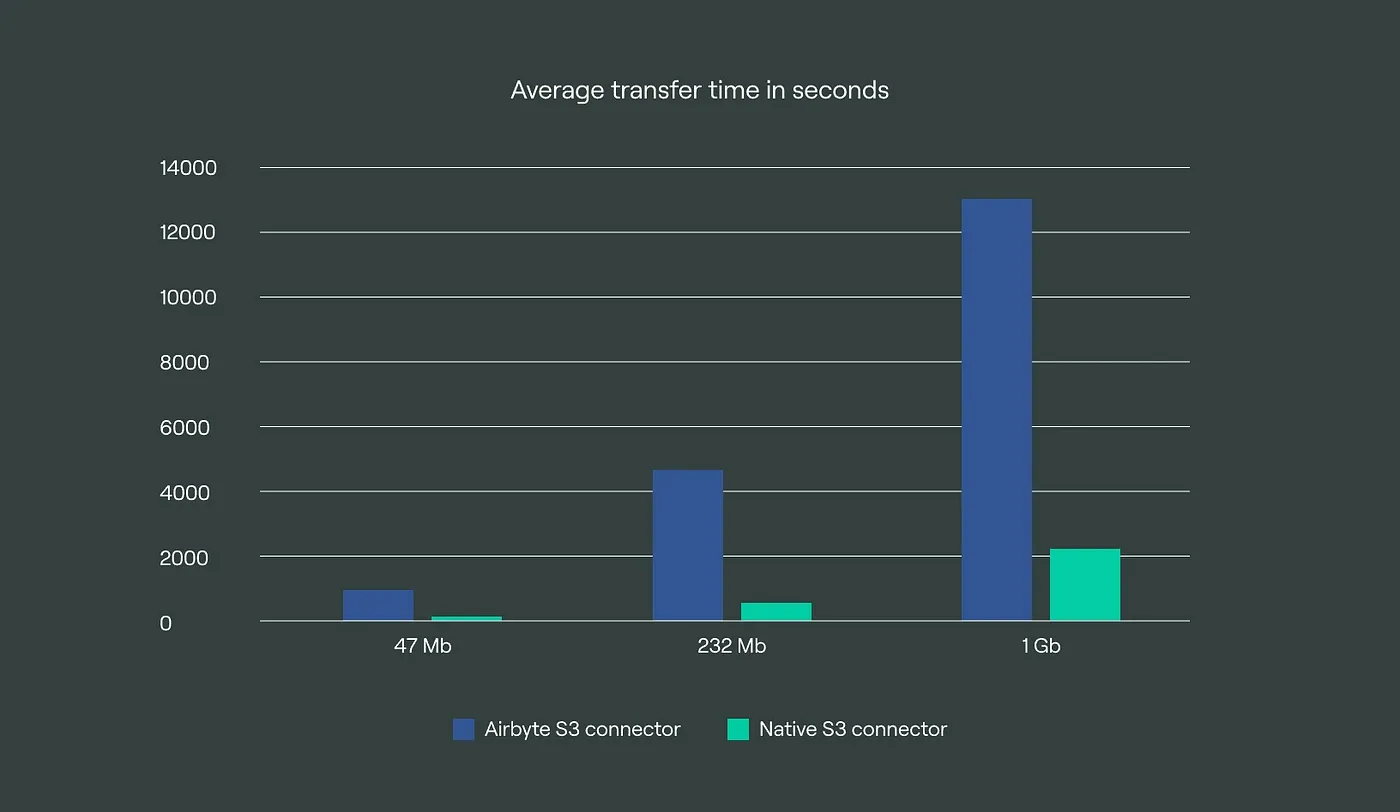 Average transfer time in seconds
14000
12000
10000
8000
6000
4000
2000
0
47 Mb 232 Mb 1 Gb
Airbyte S3 connector Native S3 connector